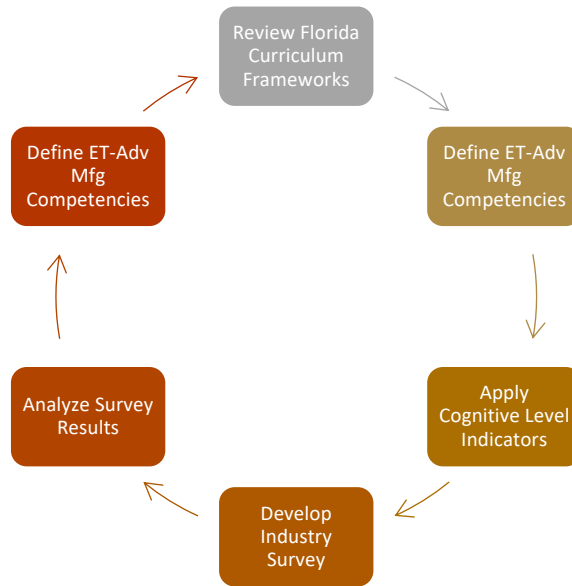 Review Florida
Curriculum
Frameworks
Define ET-Adv
Mfg
Competencies
Apply
Cognitive Level
Indicators
Develop
Industry
Survey
Analyze Survey
Results
Define ET-Adv
Mfg
Competencies